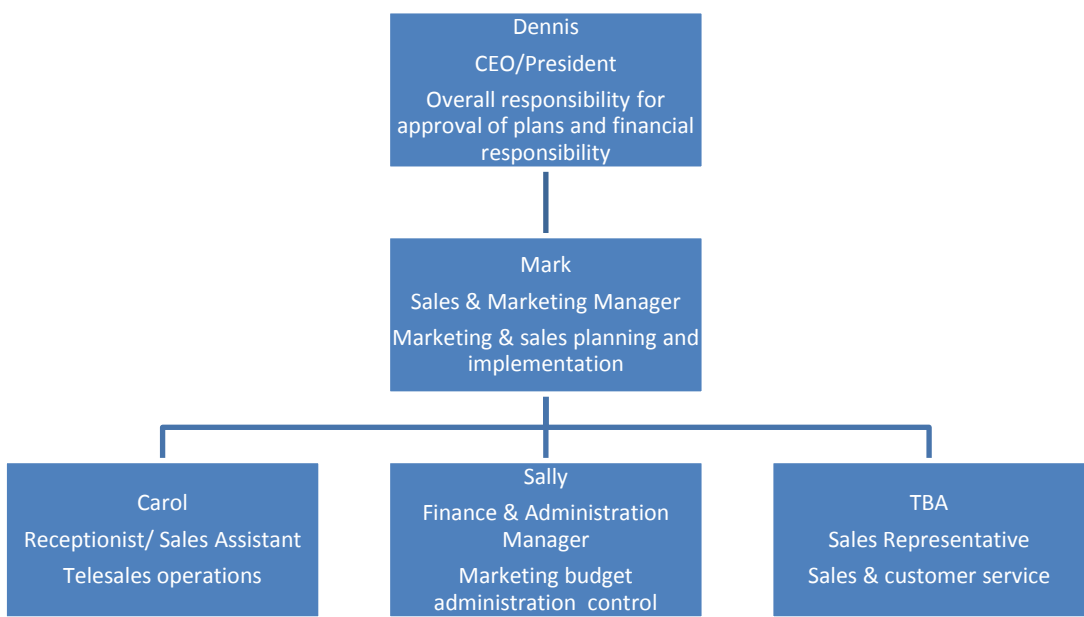 Dennis
CEO/President
Overall responsibility for
approval of plans and financial
responsibility
Mark
Sales & Marketing Manager
Marketing & sales planning and
implementation
Carol
Receptionist/ Sales Assistant
Telesales operations
Sally
Finance & Administration
Manager
Marketing budget
administration  control
TBA
Sales Representative
Sales & customer service